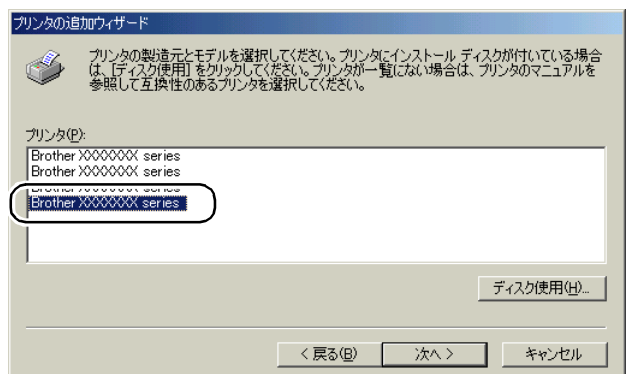 プリンタの追加ウィザード
プリンタの製造元とモデルを選択してください。プリンタにインストール ディスクが付いている場合
は、[ディスク使用] をクリックしてください。プリンタが一覧にない場合は、プリンタのマニュアルを
参照して互換性のあるプリンタを選択してください。
プリンタ(P):
Brother XXXXXXX series
Brother XXXXXXX series
Brother XXXXXXX series
ディスク使用(H)...
< 戻る(B)
次へ >
キャンセル